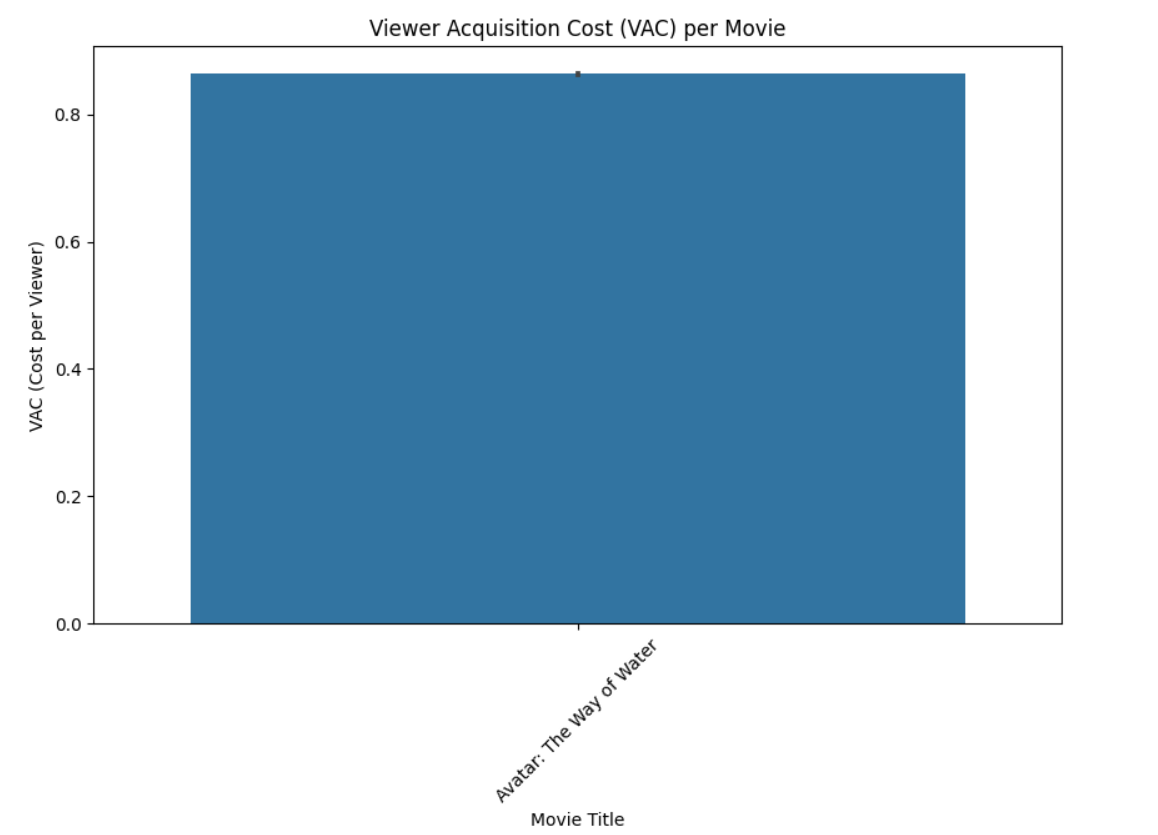 Viewer Acquisition Cost (VAC) per Movie
VAC (Cost per Viewer)
0.8
0.6
0.4
0.2
0.0
Avatar: The Way of Water
Movie Title